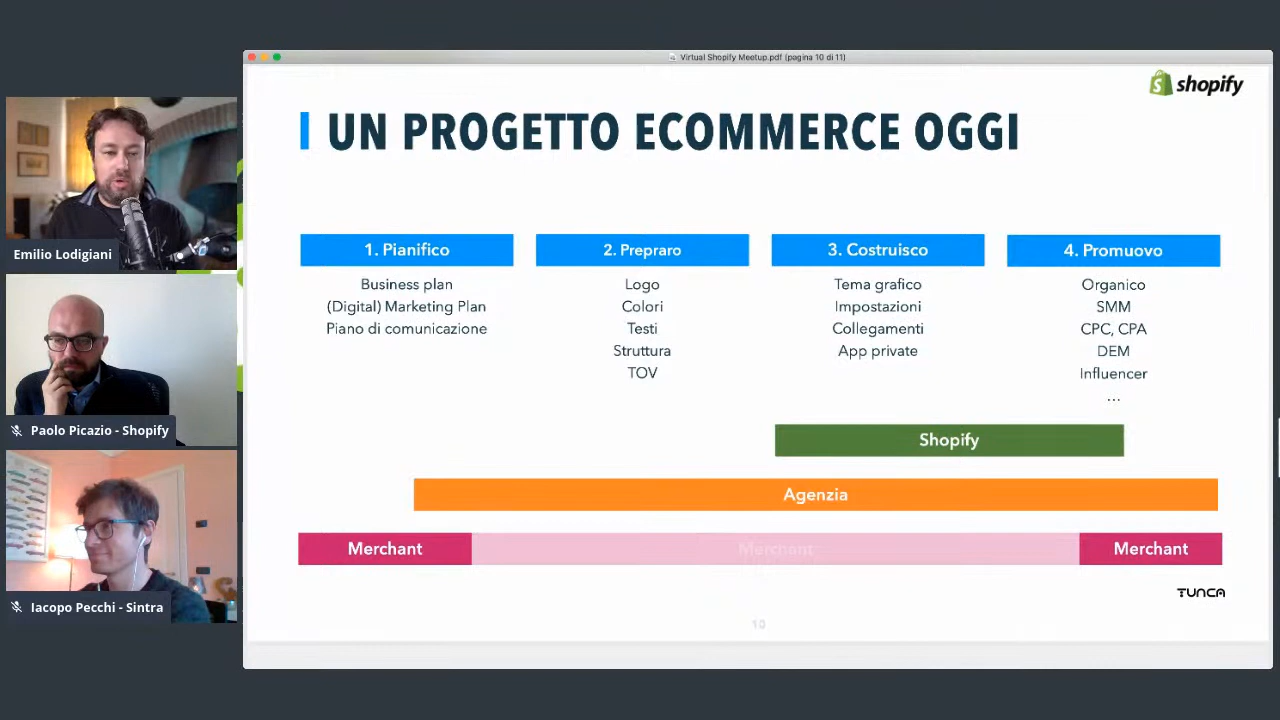 Virtual Shopify Meetup.pdf (pagina 10 di 11)
shopify
UN PROGETTO ECOMMERCE OGGI
1. Pianifico
Business plan
(Digital) Marketing Plan
Piano di comunicazione
2. Prepraro
Logo
Colori
Testi
Struttura
TOV
3. Costruisco
Tema grafico
Impostazioni
Collegamenti
App private
4. Promuovo
Organico
SMM
CPC, CPA
DEM
Influencer
...
Shopify
Agenzia
Merchant
Merchant
Merchant
TUNCA
10
Emilio Lodigiani
Paolo Picazio - Shopify
Iacopo Pecchi - Sintra